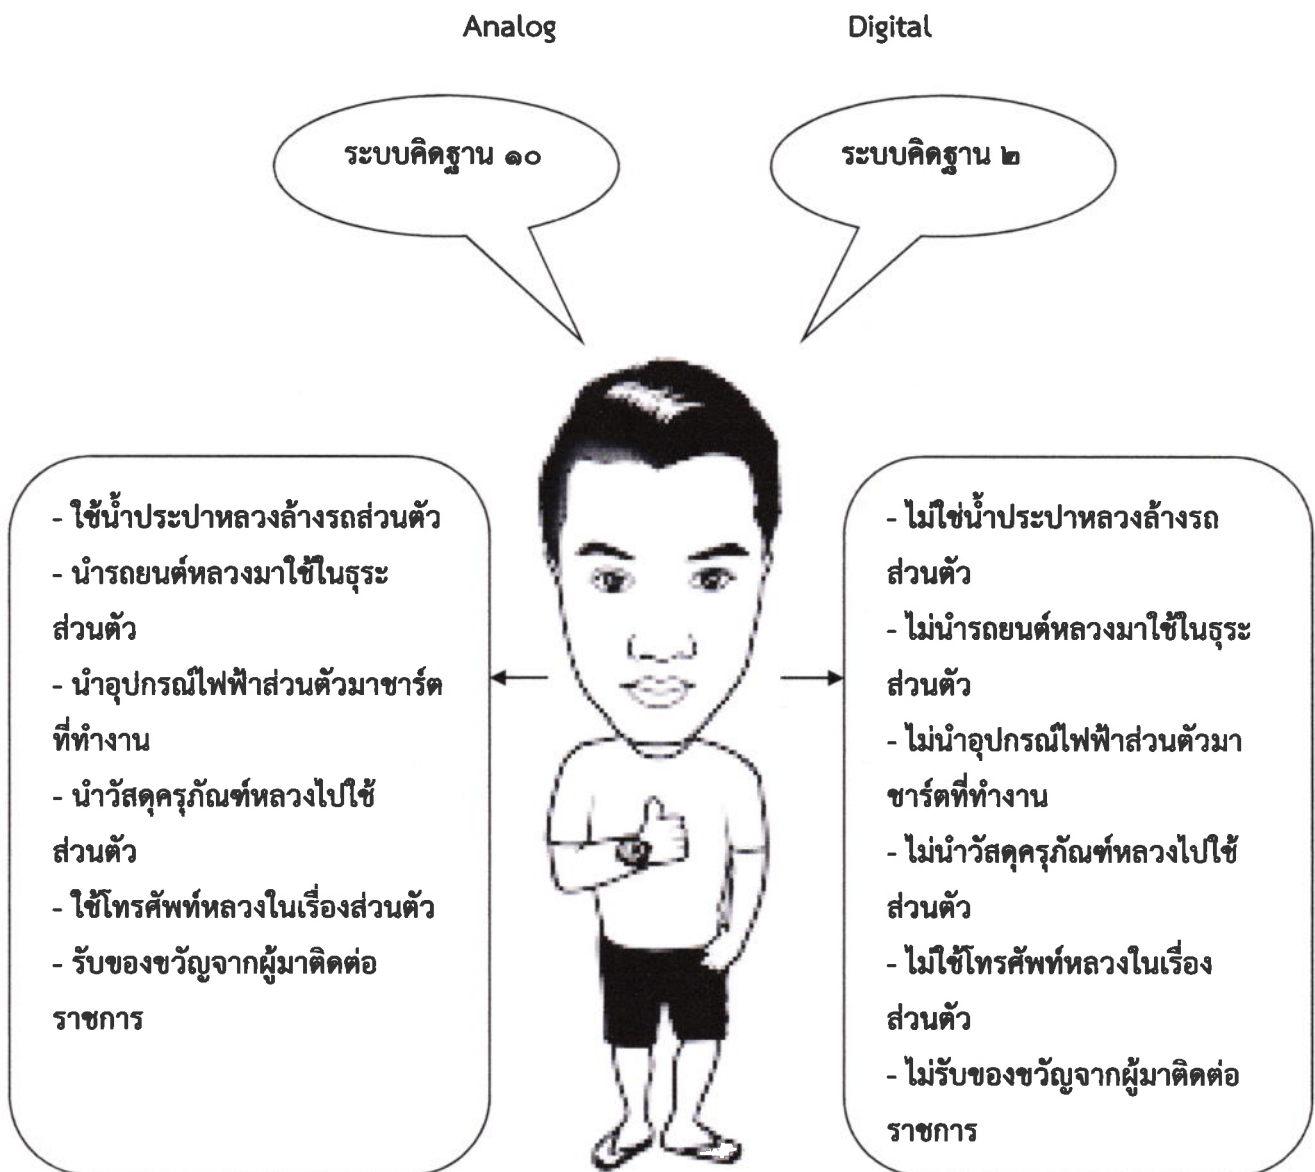 Analog
Digital
ระบบคิดฐาน ๑๐
ระบบคิดฐาน ๒
- ใช้น้ำประปาหลวงล้างรถส่วนตัว
- นำรถยนต์หลวงมาใช้ในธุระ
ส่วนตัว
- นำอุปกรณ์ไฟฟ้าส่วนตัวมาชาร์ต
ที่ทำงาน
- นำวัสดุครุภัณฑ์หลวงไปใช้
ส่วนตัว
- ใช้โทรศัพท์หลวงในเรื่องส่วนตัว
- รับของขวัญจากผู้มาติดต่อ
ราชการ
- ไม่ใช่น้ำประปาหลวงล้างรถ
ส่วนตัว
- ไม่นำรถยนต์หลวงมาใช้ในธุระ
ส่วนตัว
- ไม่นำอุปกรณ์ไฟฟ้าส่วนตัวมา
ชาร์ตที่ทำงาน
- ไม่นำวัสดุครุภัณฑ์หลวงไปใช้
ส่วนตัว
- ไม่ใช้โทรศัพท์หลวงในเรื่อง
ส่วนตัว
- ไม่รับของขวัญจากผู้มาติดต่อ
ราชการ